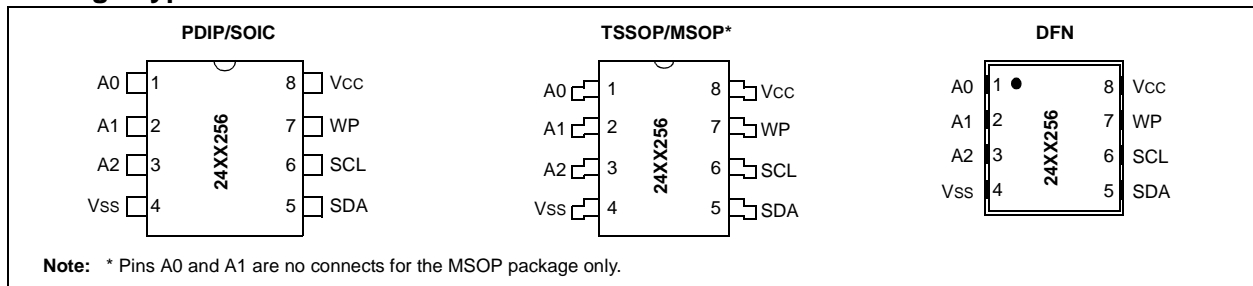 PDIP/SOIC
A0 1 8 VCC
A1 2 7 WP
A2 3 6 SCL
VSS 4 5 SDA
24XX256
TSSOP/MSOP*
A0 1 8 VCC
A1 2 7 WP
A2 3 6 SCL
VSS 4 5 SDA
24XX256
DFN
A0 1 8 VCC
A1 2 7 WP
A2 3 6 SCL
VSS 4 5 SDA
24XX256
Note: * Pins A0 and A1 are no connects for the MSOP package only.